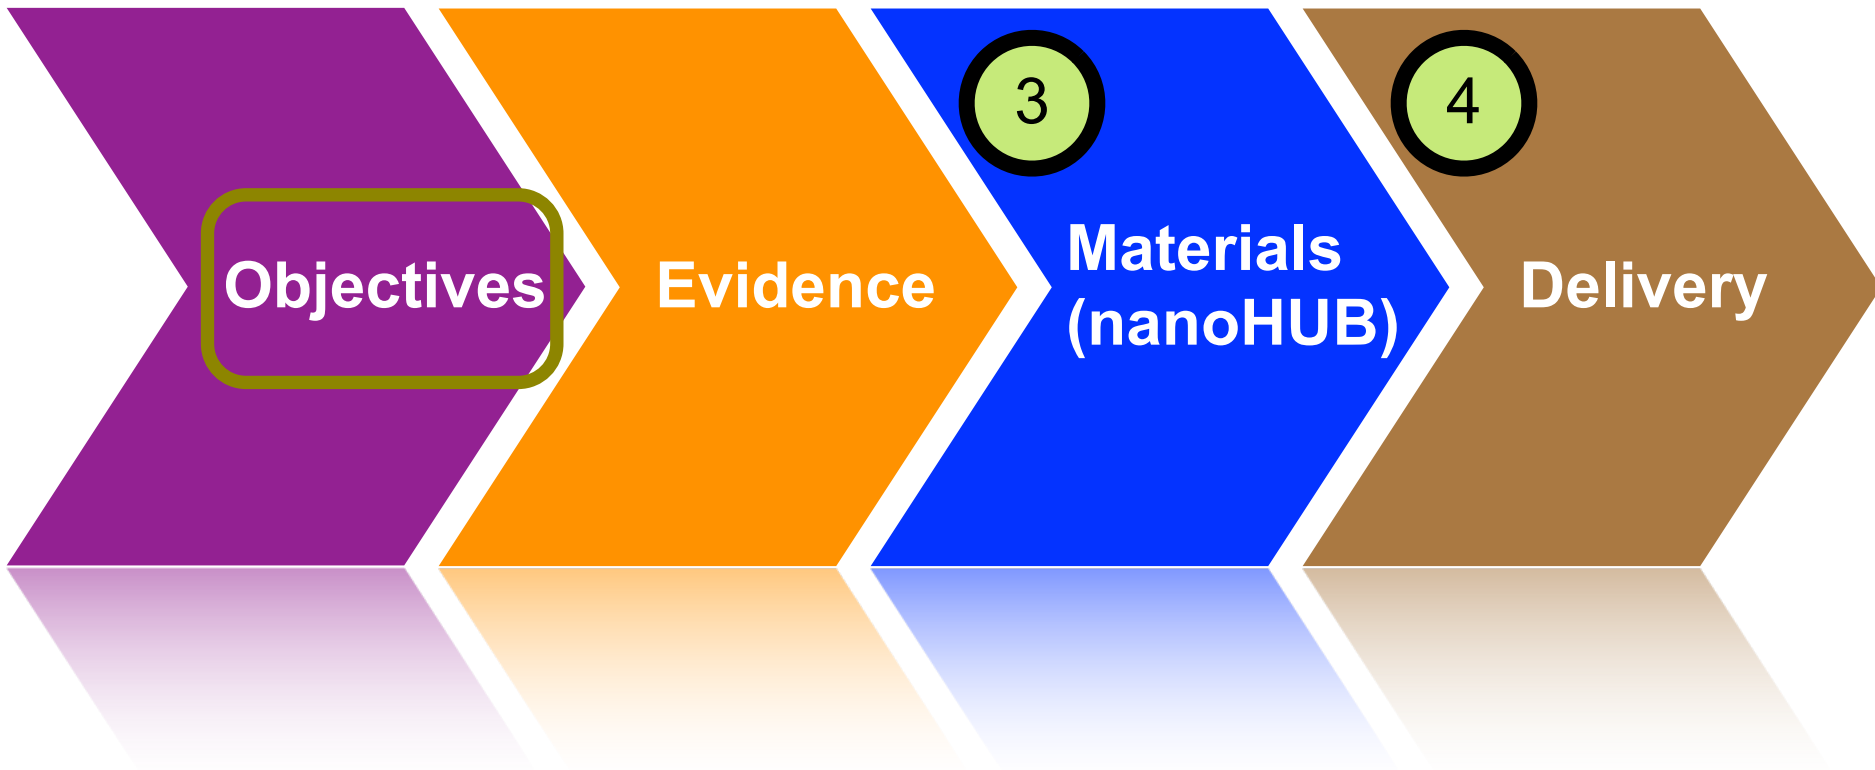 3
4
Objectives
Evidence
Materials
(nanoHUB)
Delivery